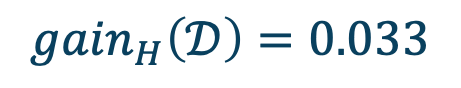 gain_H(𝒟) = 0.033